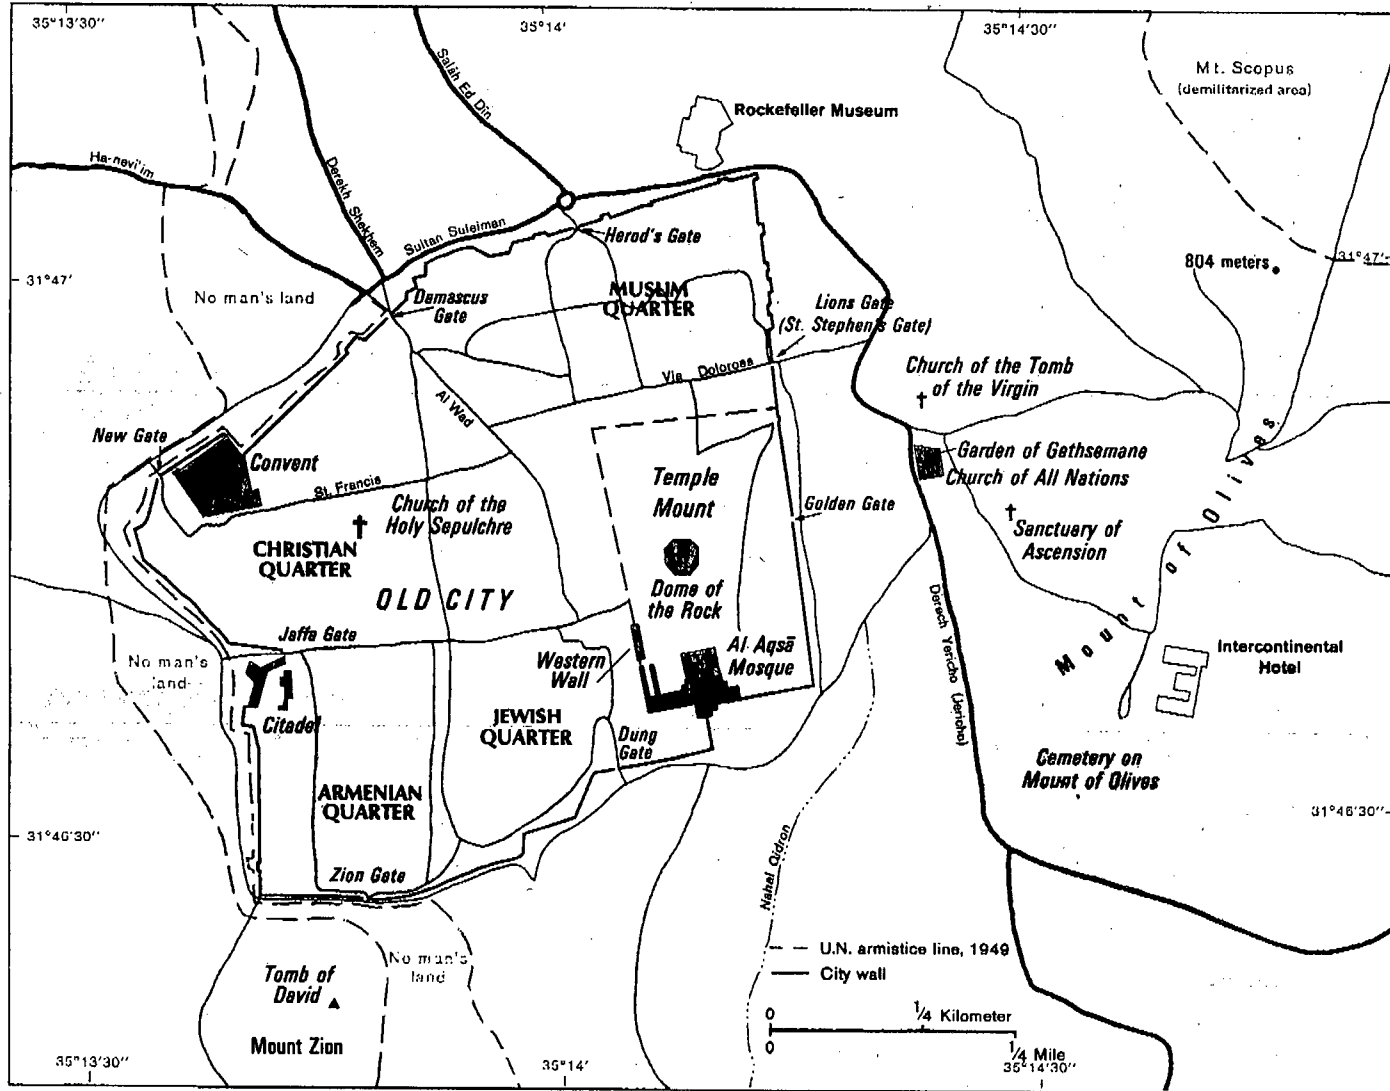 35°13'30''
35°14'
35°14'30''
Mt. Scopus
(demilitarized area)
Salāh Ed Din
Rockefeller Museum
Ha-nevi'im
Derekh Shekhem
Sultan Suleiman
Herod's Gate
31°47'
31°47'
804 meters
No man's land
Damascus
Gate
MUSLIM
QUARTER
Lions Gate
(St. Stephen's Gate)
Church of the Tomb
of the Virgin
Via Dolorosa
Al Wad
New Gate
Convent
Garden of Gethsemane
Church of All Nations
St. Francis
Temple
Mount
Church of the
Holy Sepulchre
Golden Gate
Sanctuary of
Ascension
Mount of Olives
CHRISTIAN
QUARTER
Dome of
the Rock
OLD CITY
Derech Yericho (Jericho)
Jaffa Gate
No man's
land
Western
Wall
Al Aqsā
Mosque
Intercontinental
Hotel
Citadel
JEWISH
QUARTER
Dung
Gate
Cemetery on
Mount of Olives
ARMENIAN
QUARTER
31°46'30''
31°46'30''
Zion Gate
Nahal Qidron
No man's
land
U.N. armistice line, 1949
City wall
Tomb of
David
0 1/4 Kilometer
Mount Zion
0 1/4 Mile
35°13'30''
35°14'
35°14'30''